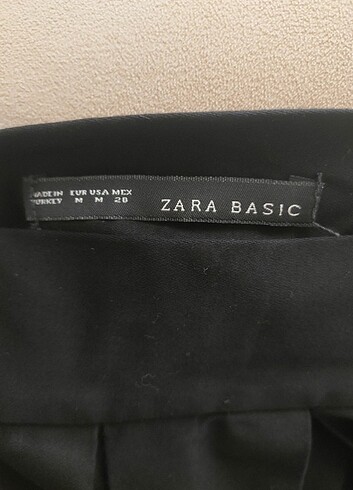 MADE IN EUR USA MEX
TURKEY M M 28
ZARA BASIC